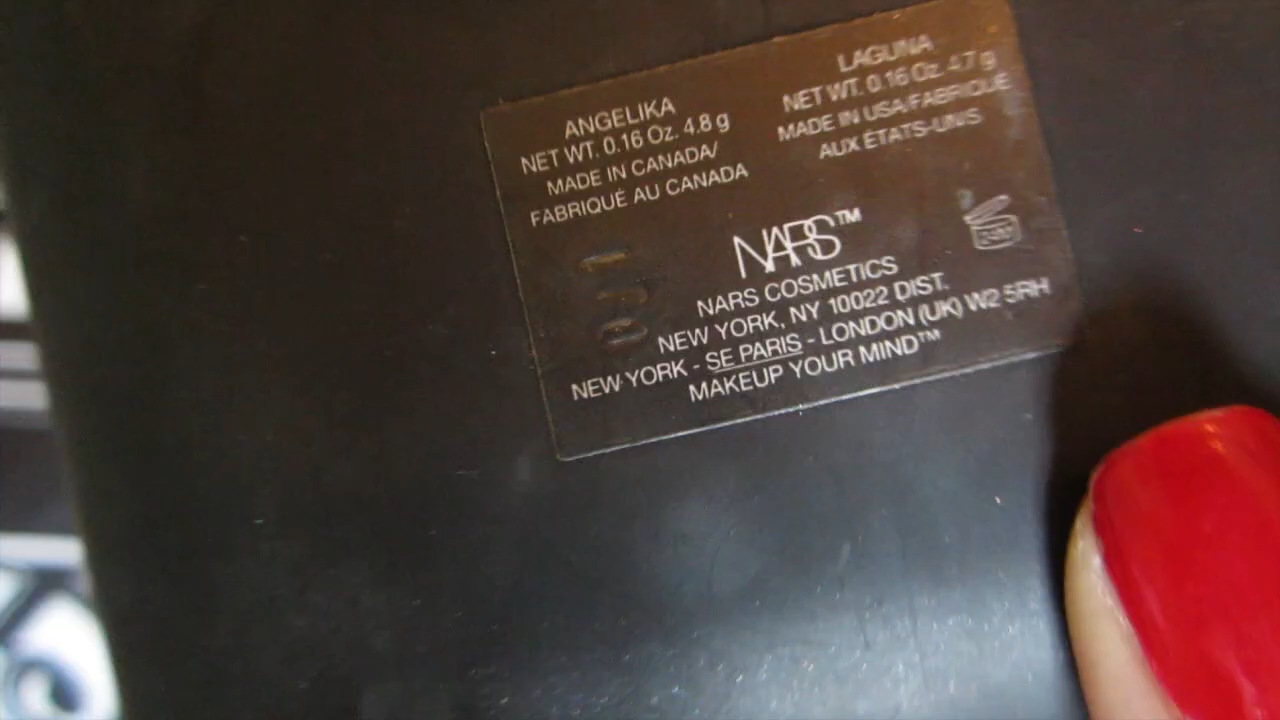 ANGELIKA
NET WT. 0.16 Oz. 4.8 g
MADE IN CANADA/
FABRIQUÉ AU CANADA
LAGUNA
NET WT. 0.16 Oz. 4.7 g
MADE IN USA/FABRIQUÉ
AUX ÉTATS-UNIS
NARS™
NARS COSMETICS
NEW YORK, NY 10022 DIST.
NEW YORK - SE PARIS - LONDON (UK) W2 5RH
MAKEUP YOUR MIND™